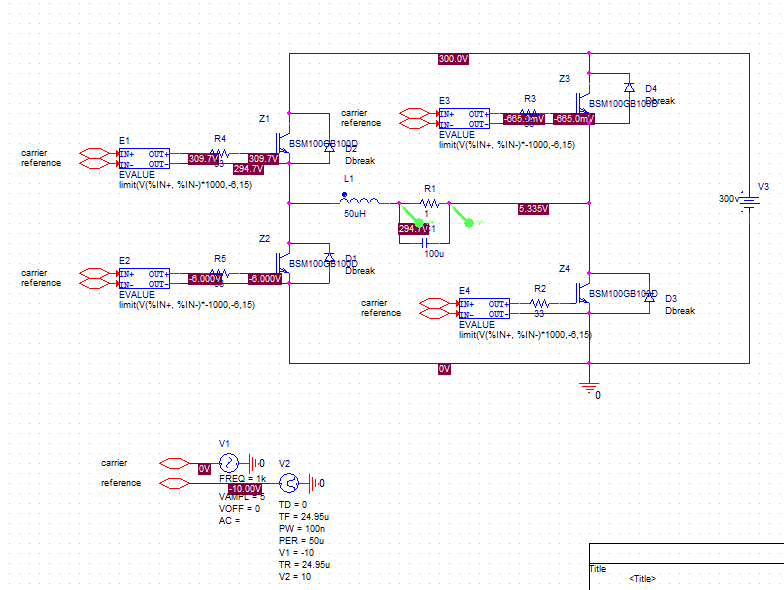 300.0V
Z3
D4
BSM100GB100D
Dbreak
E3
R3
carrier
reference
IN+ OUT+
IN- OUT-
-665.0mV
-665.0mV
EVALUE
limit(V(%IN+, %IN-)*-1000,-6,15)
Z1
E1
R4
BSM100GB100D
D2
Dbreak
carrier
reference
IN+ OUT+
IN- OUT-
309.7V
309.7V
294.7V
EVALUE
limit(V(%IN+, %IN-)*1000,-6,15)
L1
50uH
R1
1
5.335V
294.7V
100u
V3
300v
Z2
E2
R5
BSM100GB100D
D1
Dbreak
carrier
reference
IN+ OUT+
IN- OUT-
-6.000V
-6.000V
EVALUE
limit(V(%IN+, %IN-)*-1000,-6,15)
Z4
E4
R2
BSM100GB100D
D3
Dbreak
carrier
reference
IN+ OUT+
IN- OUT-
33
EVALUE
limit(V(%IN+, %IN-)*1000,-6,15)
0V
0
V1
carrier
0V
0
V2
reference
-10.00V
0
FREQ = 1k
VAMPL = 5
VOFF = 0
AC =
TD = 0
TF = 24.95u
PW = 100n
PER = 50u
V1 = -10
TR = 24.95u
V2 = 10
Title
<Title>